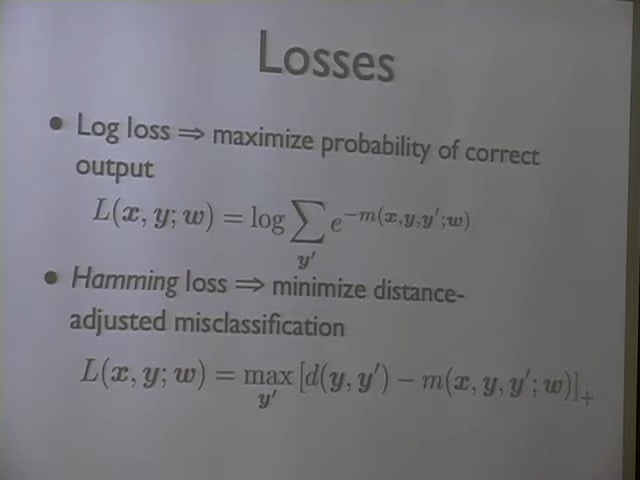 Losses
• Log loss ⇒ maximize probability of correct
output
L(x, y; w) = log ∑ e^{-m(x,y,y′;w)}
y′
• Hamming loss ⇒ minimize distance-
adjusted misclassification
L(x, y; w) = max [d(y, y′) − m(x, y, y′; w)]₊
y′